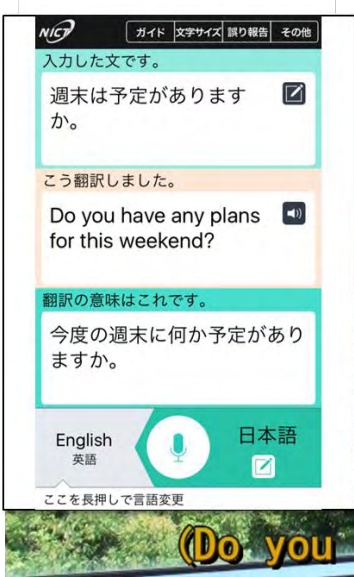 NICT ガイド 文字サイズ 誤り報告 その他
入力した文です。
週末は予定があります
か。
こう翻訳しました。
Do you have any plans
for this weekend?
翻訳の意味はこれです。
今度の週末に何か予定があり
ますか。
English
英語
日本語
ここを長押しで言語変更
(Do you